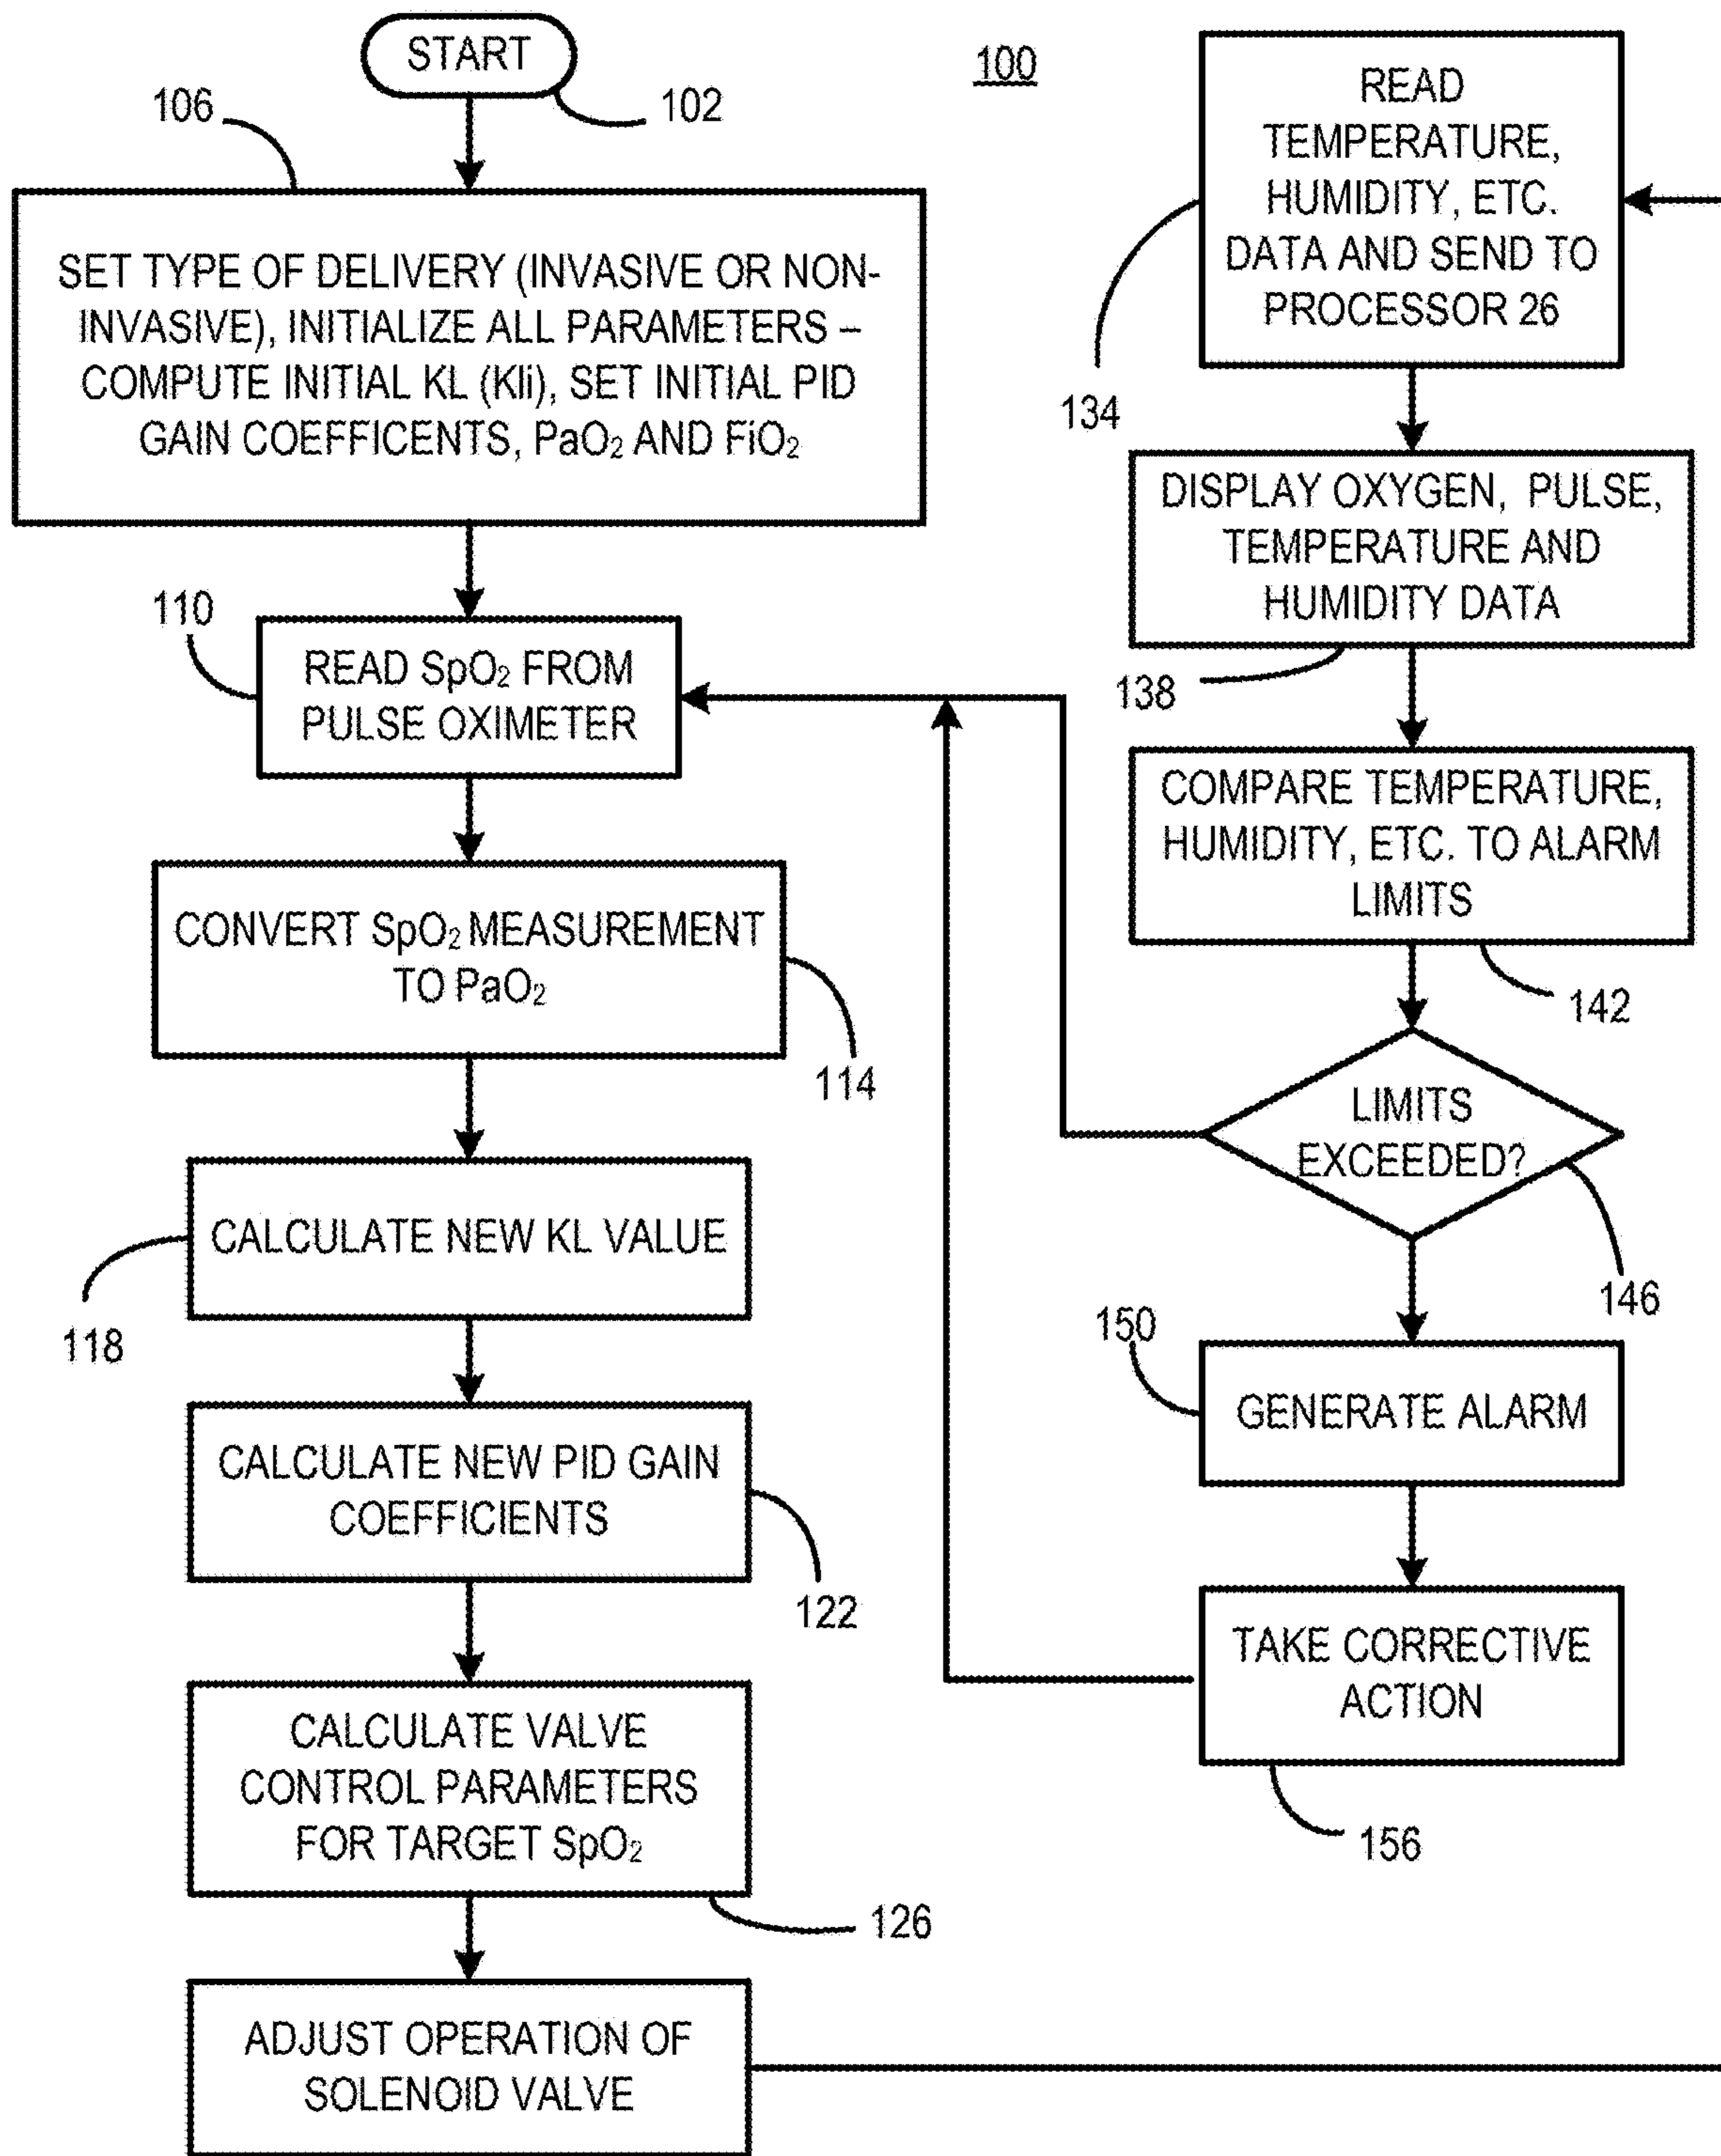 START
102
106
SET TYPE OF DELIVERY (INVASIVE OR NON-
INVASIVE), INITIALIZE ALL PARAMETERS –
COMPUTE INITIAL KL (Kli), SET INITIAL PID
GAIN COEFFICENTS, PaO₂ AND FiO₂
110
READ SpO₂ FROM
PULSE OXIMETER
CONVERT SpO₂ MEASUREMENT
TO PaO₂
114
CALCULATE NEW KL VALUE
118
CALCULATE NEW PID GAIN
COEFFICIENTS
122
CALCULATE VALVE
CONTROL PARAMETERS
FOR TARGET SpO₂
126
ADJUST OPERATION OF
SOLENOID VALVE
100
READ
TEMPERATURE,
HUMIDITY, ETC.
DATA AND SEND TO
PROCESSOR 26
134
DISPLAY OXYGEN, PULSE,
TEMPERATURE AND
HUMIDITY DATA
138
COMPARE TEMPERATURE,
HUMIDITY, ETC. TO ALARM
LIMITS
142
LIMITS
EXCEEDED?
146
150
GENERATE ALARM
TAKE CORRECTIVE
ACTION
156